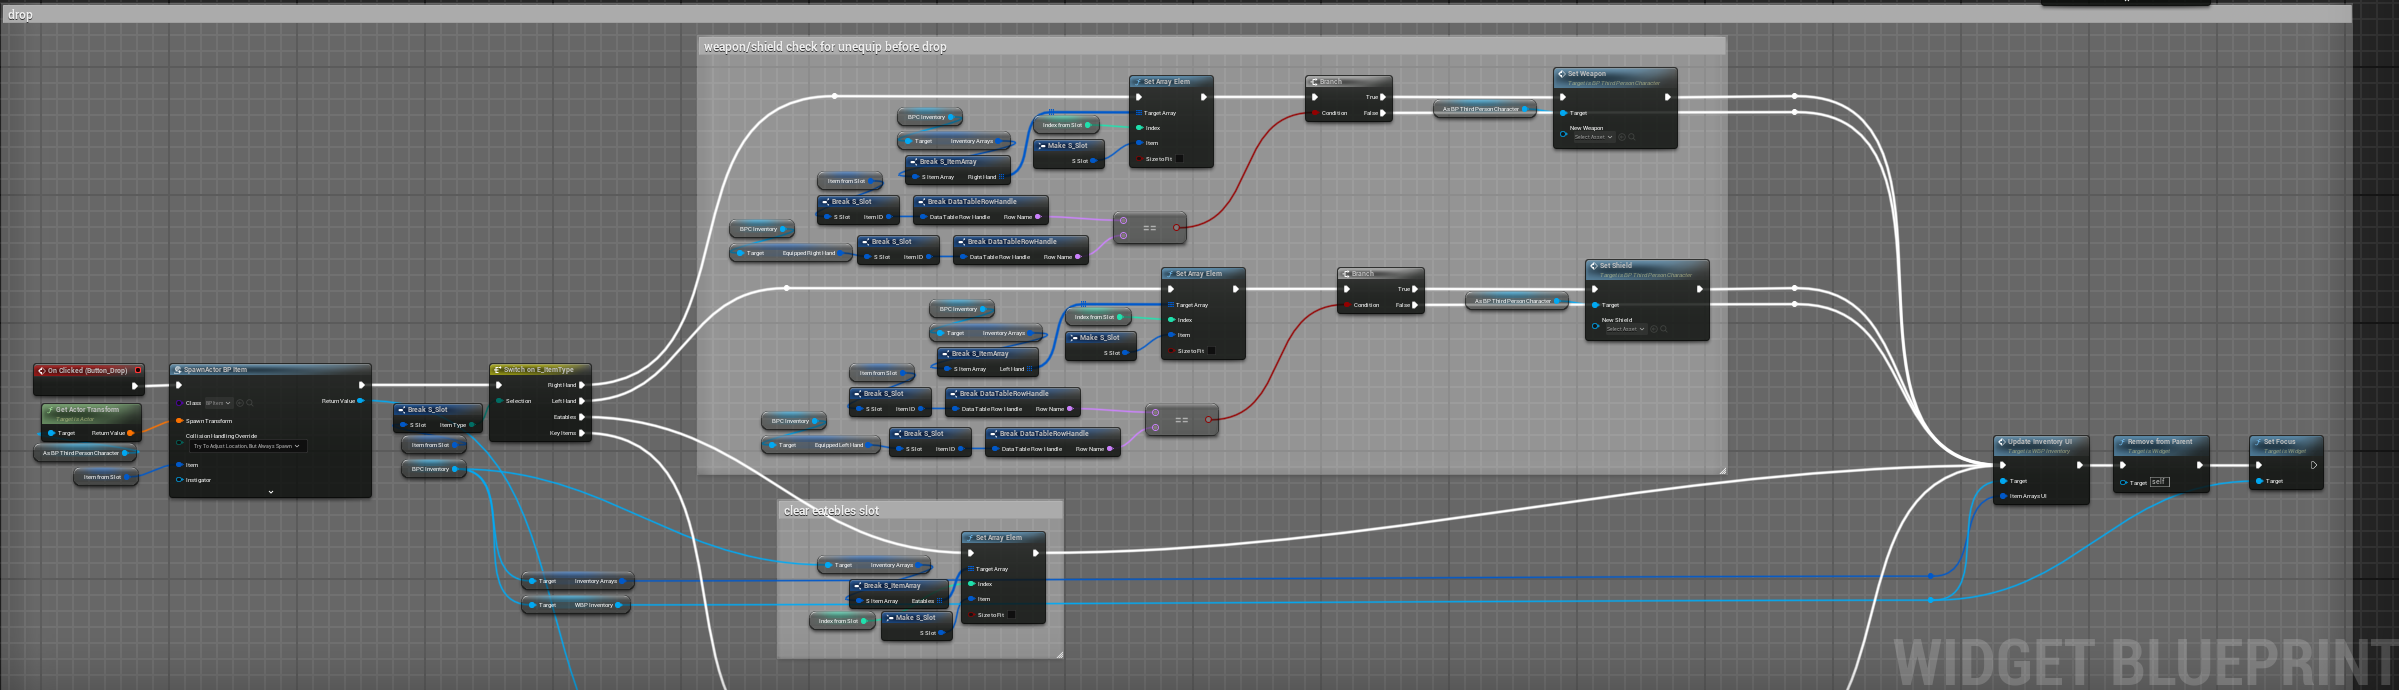 drop
weapon/shield check for unequip before drop
Set Array Elem
Target Array
Index
Item
Size to Fit
Branch
True
Condition
False
As BP Third Person Character
Set Weapon
Target is BP Third Person Character
Target
New Weapon
Select Asset
BPC Inventory
Target
Inventory Arrays
Break S_ItemArray
S Item Array
Right Hand
Index from Slot
Make S_Slot
S Slot
Item from Slot
Break S_Slot
S Slot
Item ID
Break DataTableRowHandle
Data Table Row Handle
Row Name
==
BPC Inventory
Target
Equipped Right Hand
Break S_Slot
S Slot
Item ID
Break DataTableRowHandle
Data Table Row Handle
Row Name
Set Array Elem
Target Array
Index
Item
Size to Fit
Branch
True
Condition
False
As BP Third Person Character
Set Shield
Target is BP Third Person Character
Target
New Shield
Select Asset
BPC Inventory
Target
Inventory Arrays
Break S_ItemArray
S Item Array
Left Hand
Index from Slot
Make S_Slot
S Slot
Item from Slot
Break S_Slot
S Slot
Item ID
Break DataTableRowHandle
Data Table Row Handle
Row Name
==
BPC Inventory
Target
Equipped Left Hand
Break S_Slot
S Slot
Item ID
Break DataTableRowHandle
Data Table Row Handle
Row Name
On Clicked (Button_Drop)
Get Actor Transform
Target is Actor
Target
Return Value
As BP Third Person Character
Item from Slot
SpawnActor BP Item
Class
BP Item
Return Value
Spawn Transform
Collision Handling Override
Try To Adjust Location, But Always Spawn
Item
Instigator
Break S_Slot
S Slot
Item Type
Item from Slot
BPC Inventory
Switch on E_ItemType
Right Hand
Selection
Left Hand
Eatables
Key Items
Target
Inventory Arrays
Target
WBP Inventory
clear eatebles slot
Set Array Elem
Target Array
Index
Item
Size to Fit
Target
Inventory Arrays
Break S_ItemArray
S Item Array
Eatables
Index from Slot
Make S_Slot
S Slot
Update Inventory UI
Target is WBP Inventory
Target
Item Arrays UI
Remove from Parent
Target is Widget
Target
self
Set Focus
Target is Widget
Target
WIDGET BLUEPRINT